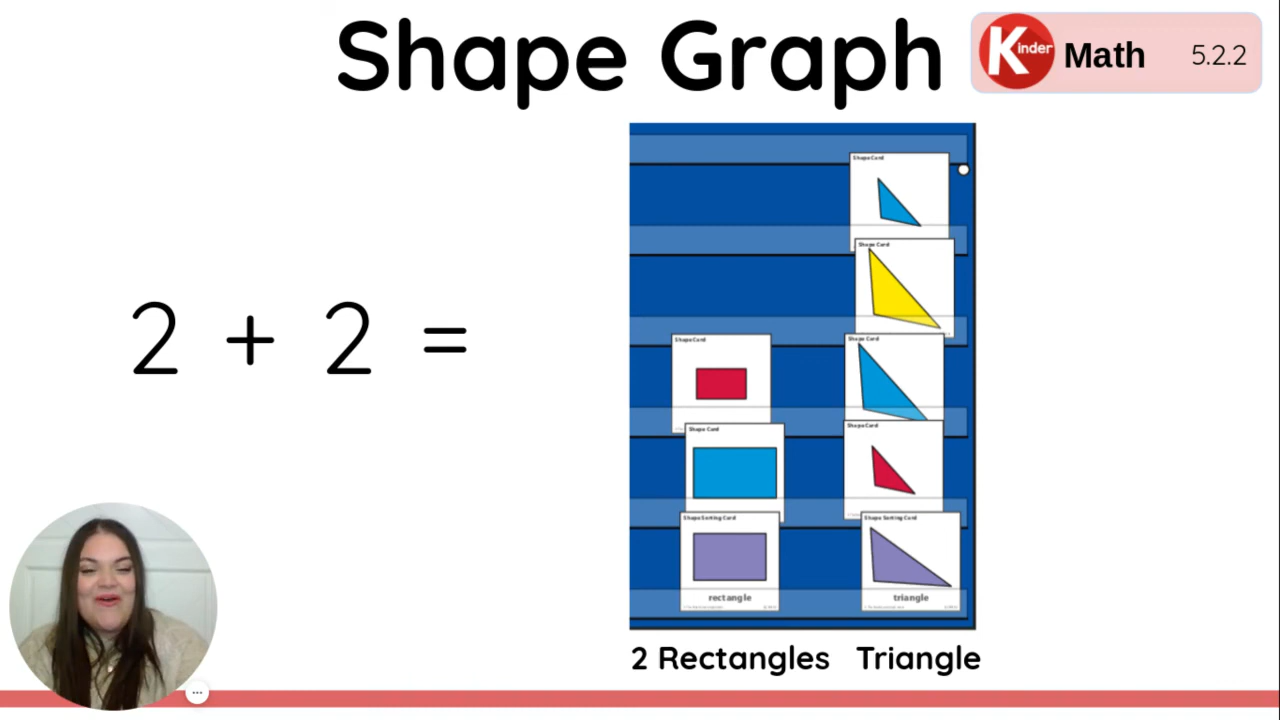 Shape Graph
Kinder Math 5.2.2
Shape Card
Shape Card
2 + 2 =
Shape Card
Shape Card
Shape Card
Shape Card
Shape Sorting Card
Shape Sorting Card
rectangle
triangle
2 Rectangles
Triangle
...